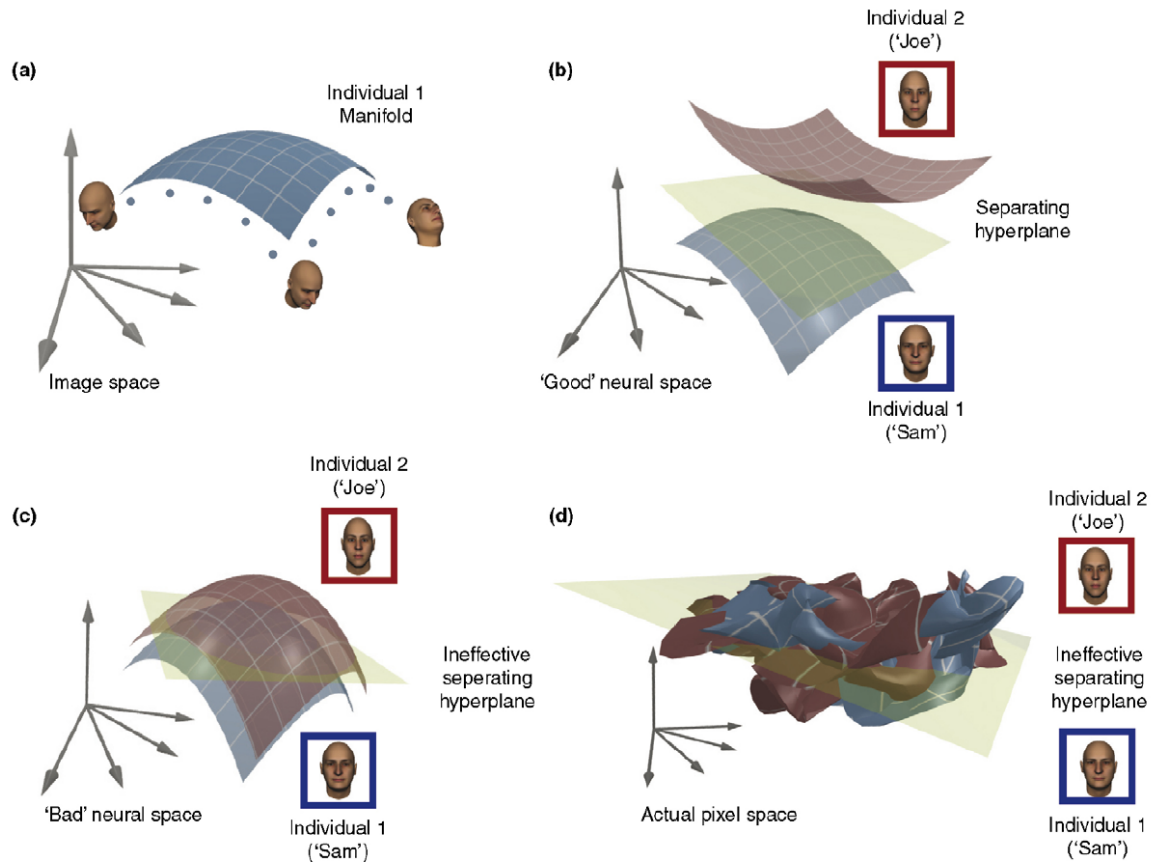 (a)
Individual 1
Manifold
Image space
(b)
Individual 2
('Joe')
Separating
hyperplane
'Good' neural space
Individual 1
('Sam')
(c)
Individual 2
('Joe')
Ineffective
seperating
hyperplane
'Bad' neural space
Individual 1
('Sam')
(d)
Individual 2
('Joe')
Ineffective
separating
hyperplane
Actual pixel space
Individual 1
('Sam')